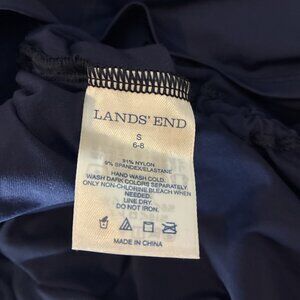 LANDS' END
S
6-8
91% NYLON
9% SPANDEX/ELASTANE
HAND WASH COLD.
WASH DARK COLORS SEPARATELY
ONLY NON-CHLORINE BLEACH WHEN
NEEDED.
LINE DRY.
DO NOT IRON.
MADE IN CHINA